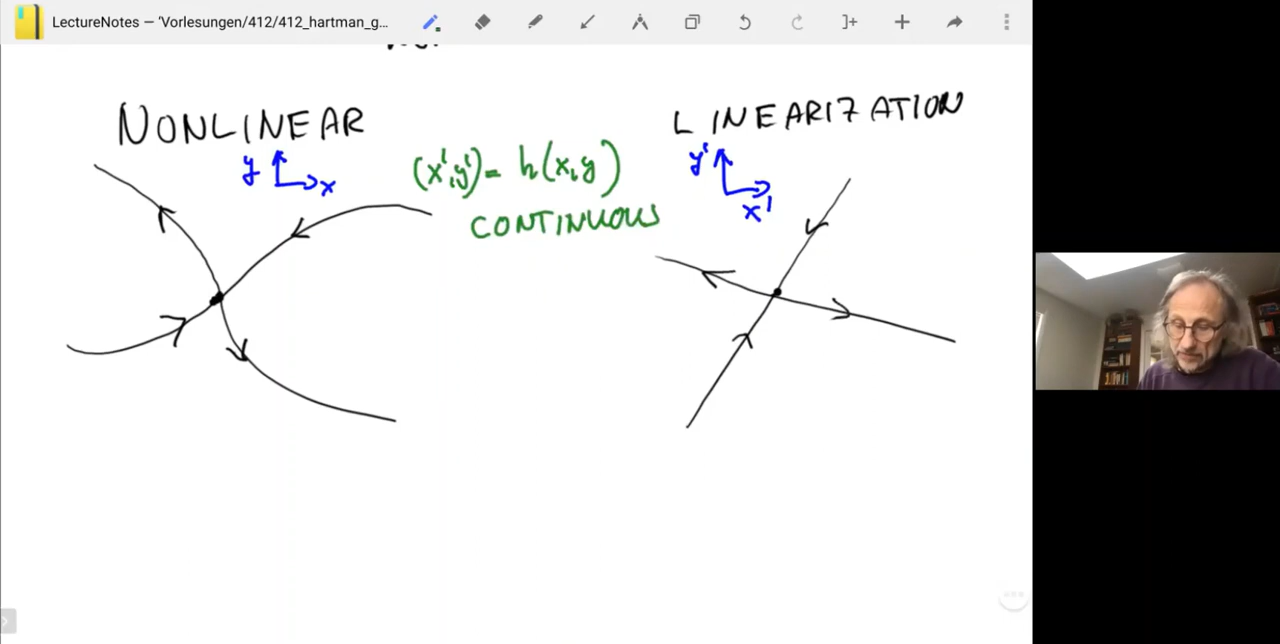 LectureNotes — ‘Vorlesungen/412/412_hartman_g...
NONLINEAR
LINEARIZATION
y x
(x',y') = h(x,y)
CONTINUOUS
y'
x'